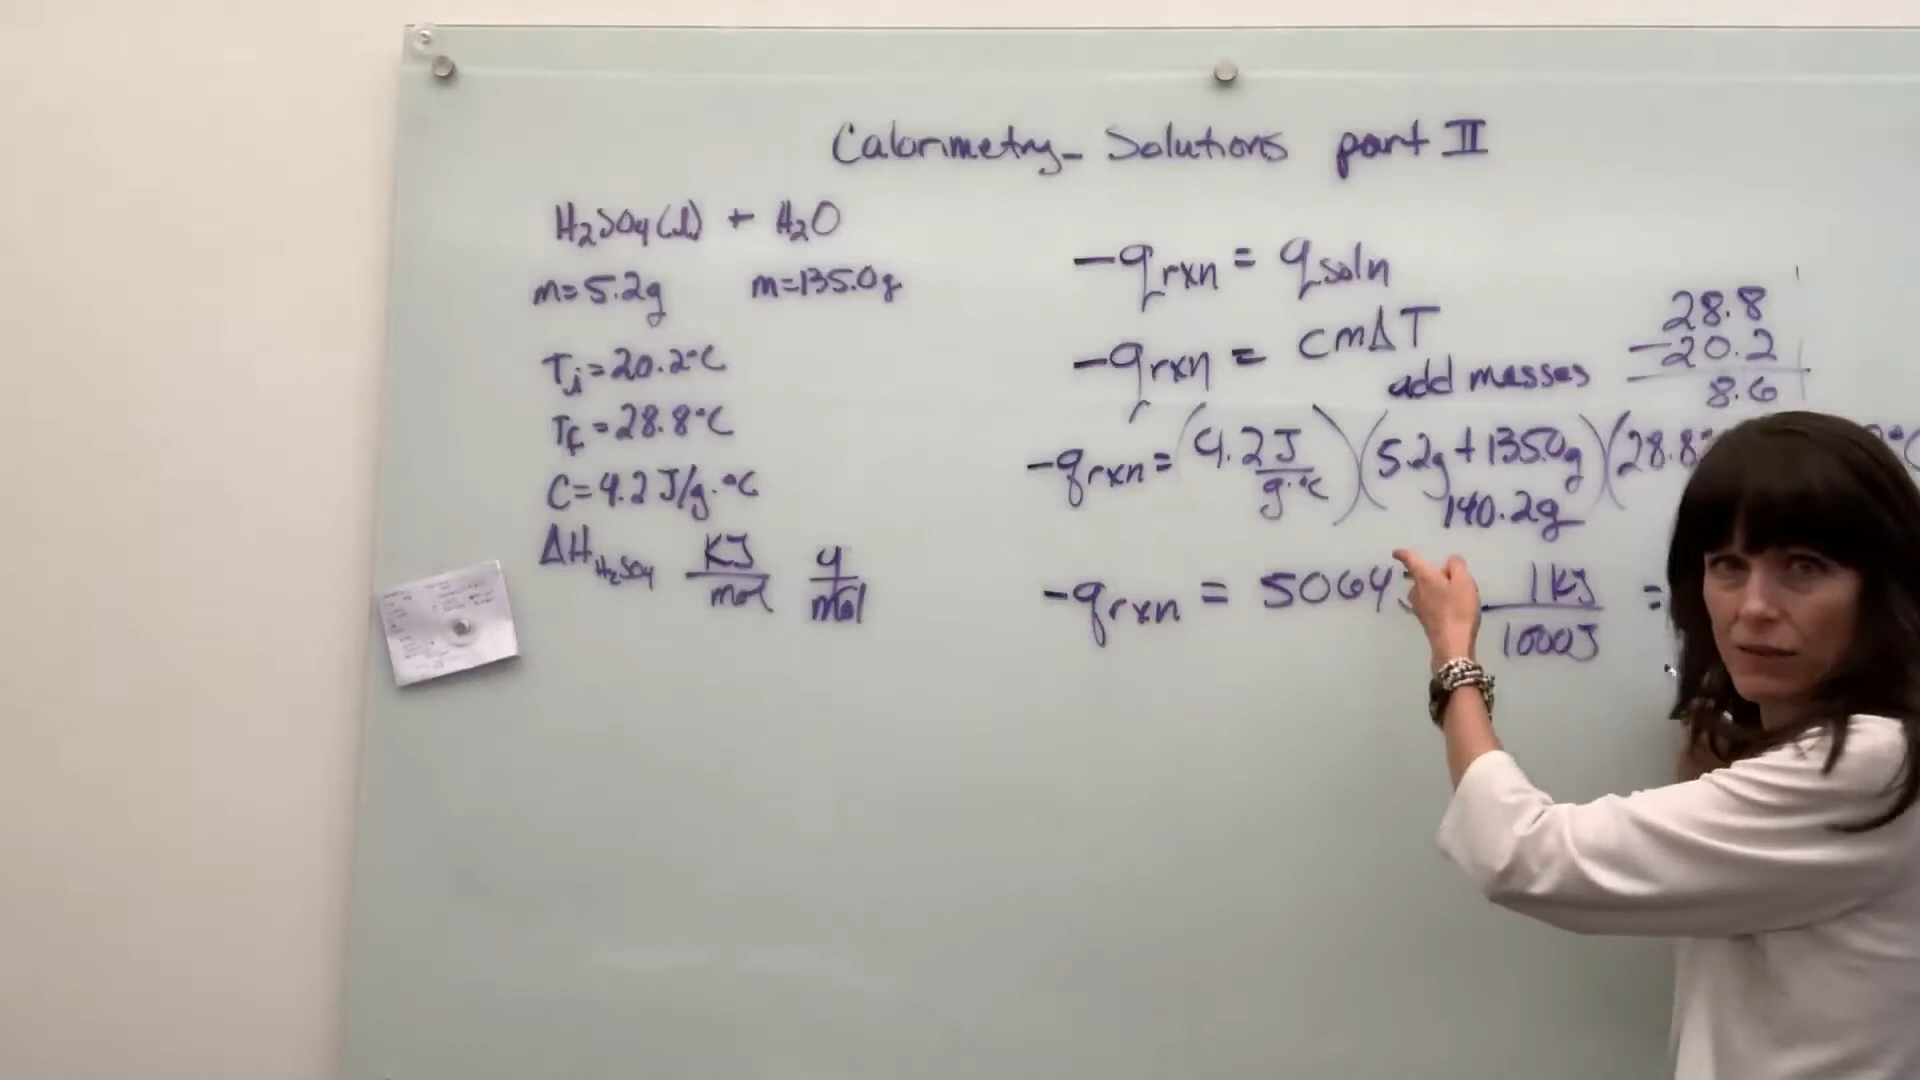 Calorimetry - Solutions part II
H₂SO₄(l) + H₂O
m=5.2g m=135.0g
Ti=20.2°C
Tf=28.8°C
C=4.2 J/g·°C
ΔH H₂SO₄ KJ/mol q/mol
-qrxn = qsoln
-qrxn = cmΔT
add masses
28.8
-20.2
8.6
-qrxn = (4.2J/g·°C)(5.2g+135.0g)(28.8
140.2g
-qrxn = 5064J 1KJ/1000J =